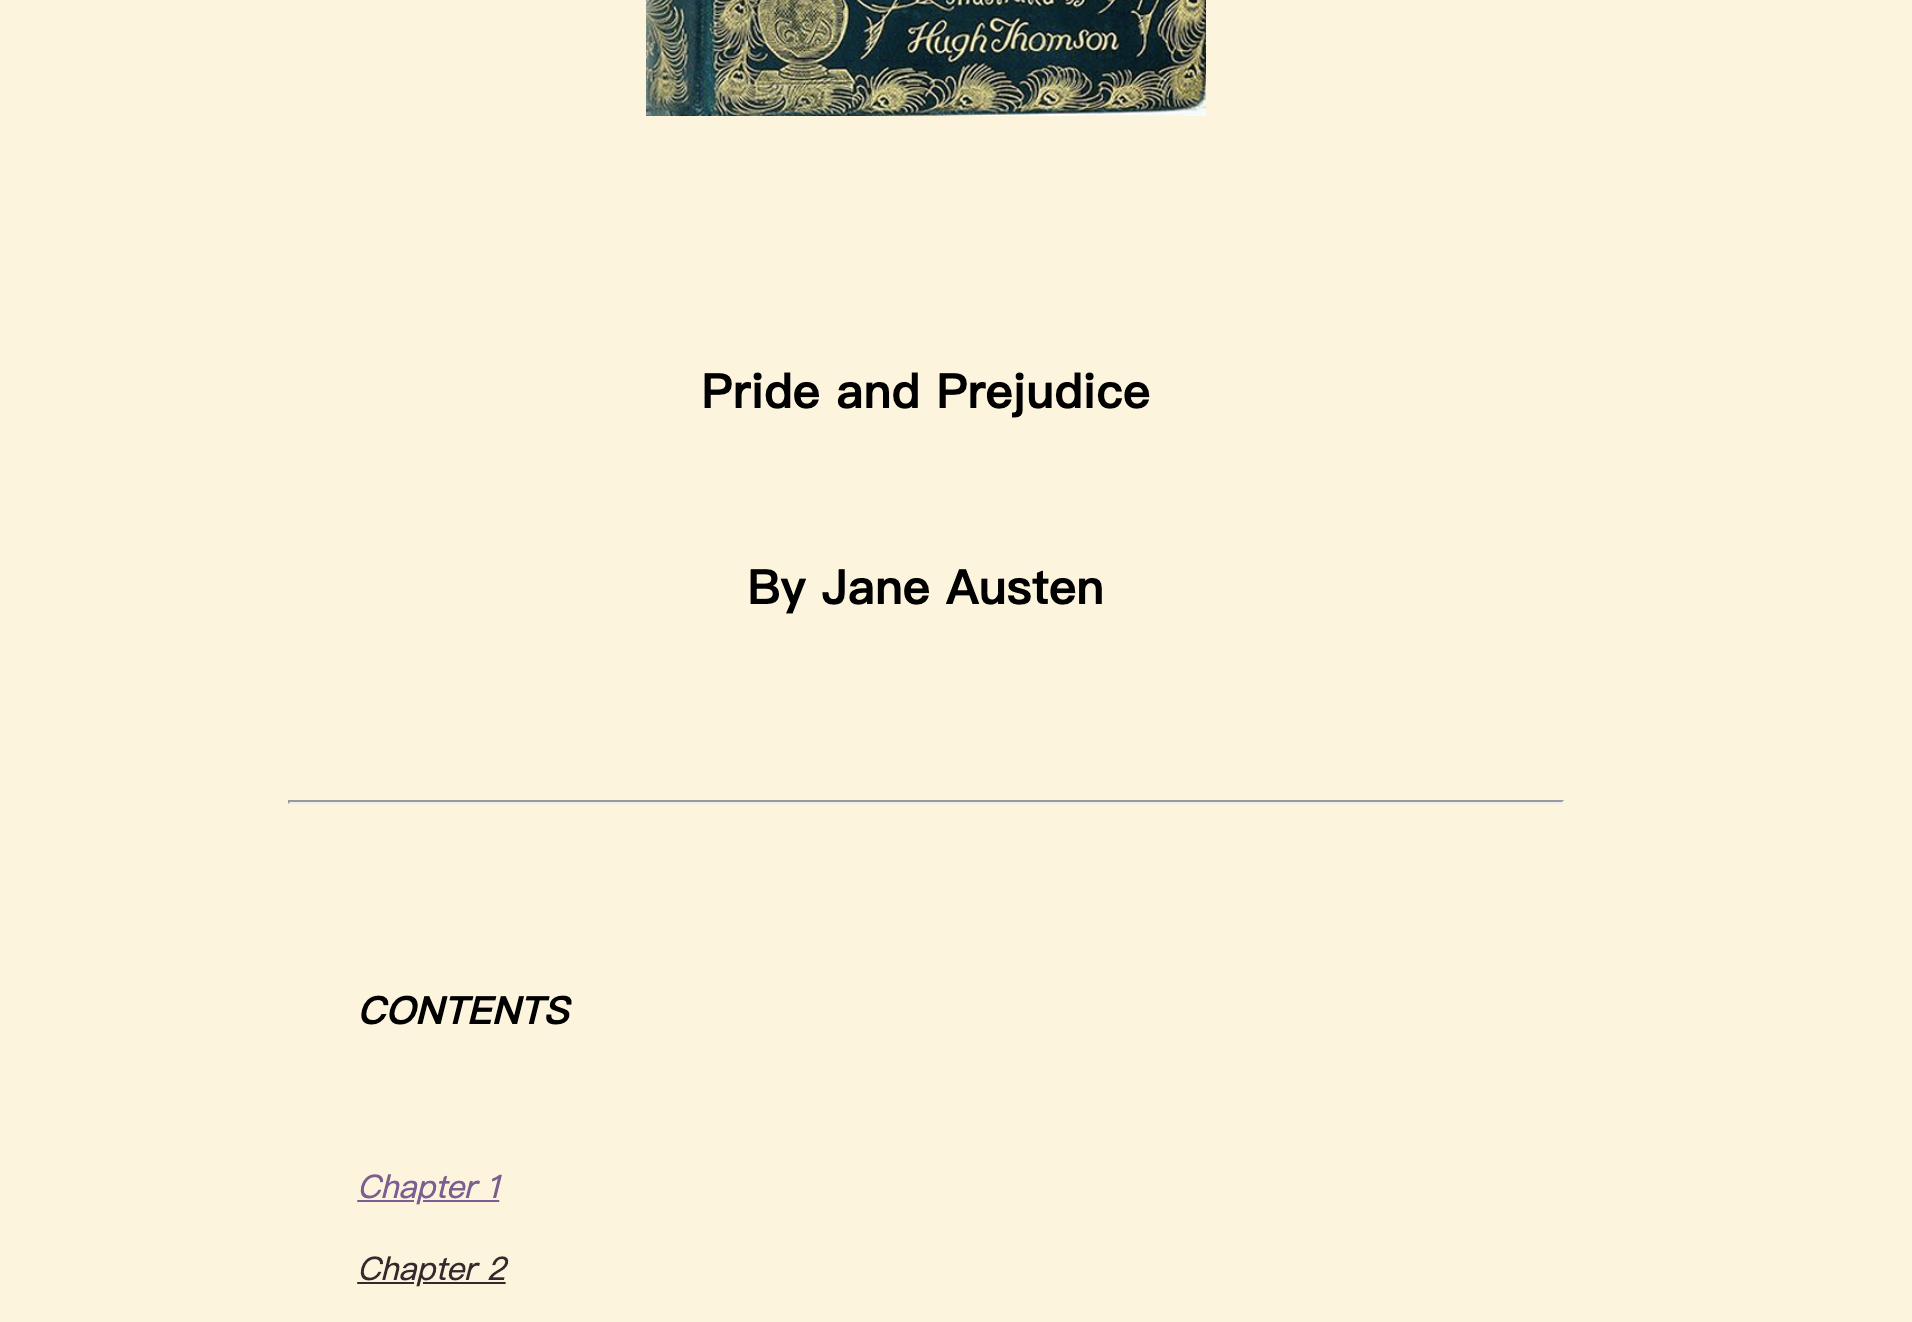 Hugh Thomson
Pride and Prejudice
By Jane Austen
CONTENTS
Chapter 1
Chapter 2